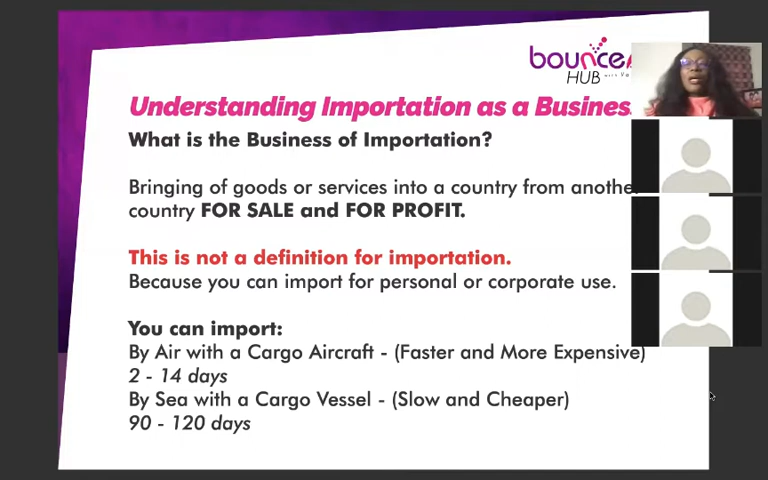 bounce
HUB with
Understanding Importation as a Busines
What is the Business of Importation?
Bringing of goods or services into a country from anothe
country FOR SALE and FOR PROFIT.
This is not a definition for importation.
Because you can import for personal or corporate use.
You can import:
By Air with a Cargo Aircraft - (Faster and More Expensive)
2 - 14 days
By Sea with a Cargo Vessel - (Slow and Cheaper)
90 - 120 days